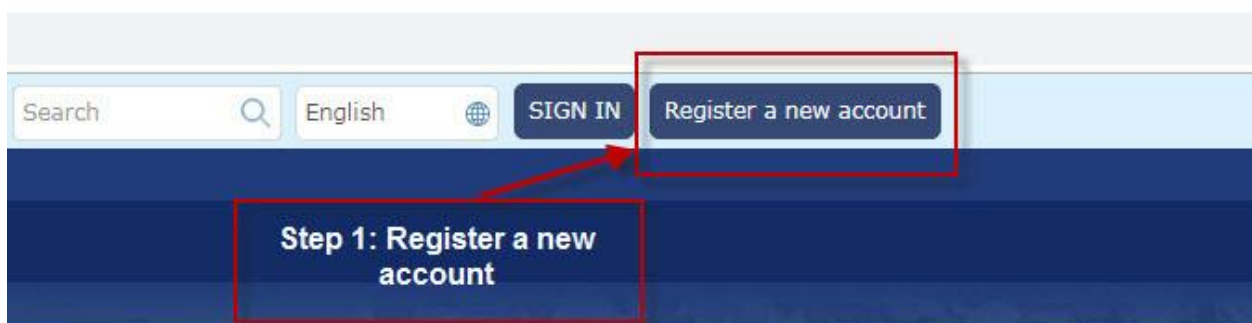 Search
English
SIGN IN
Register a new account
Step 1: Register a new
account